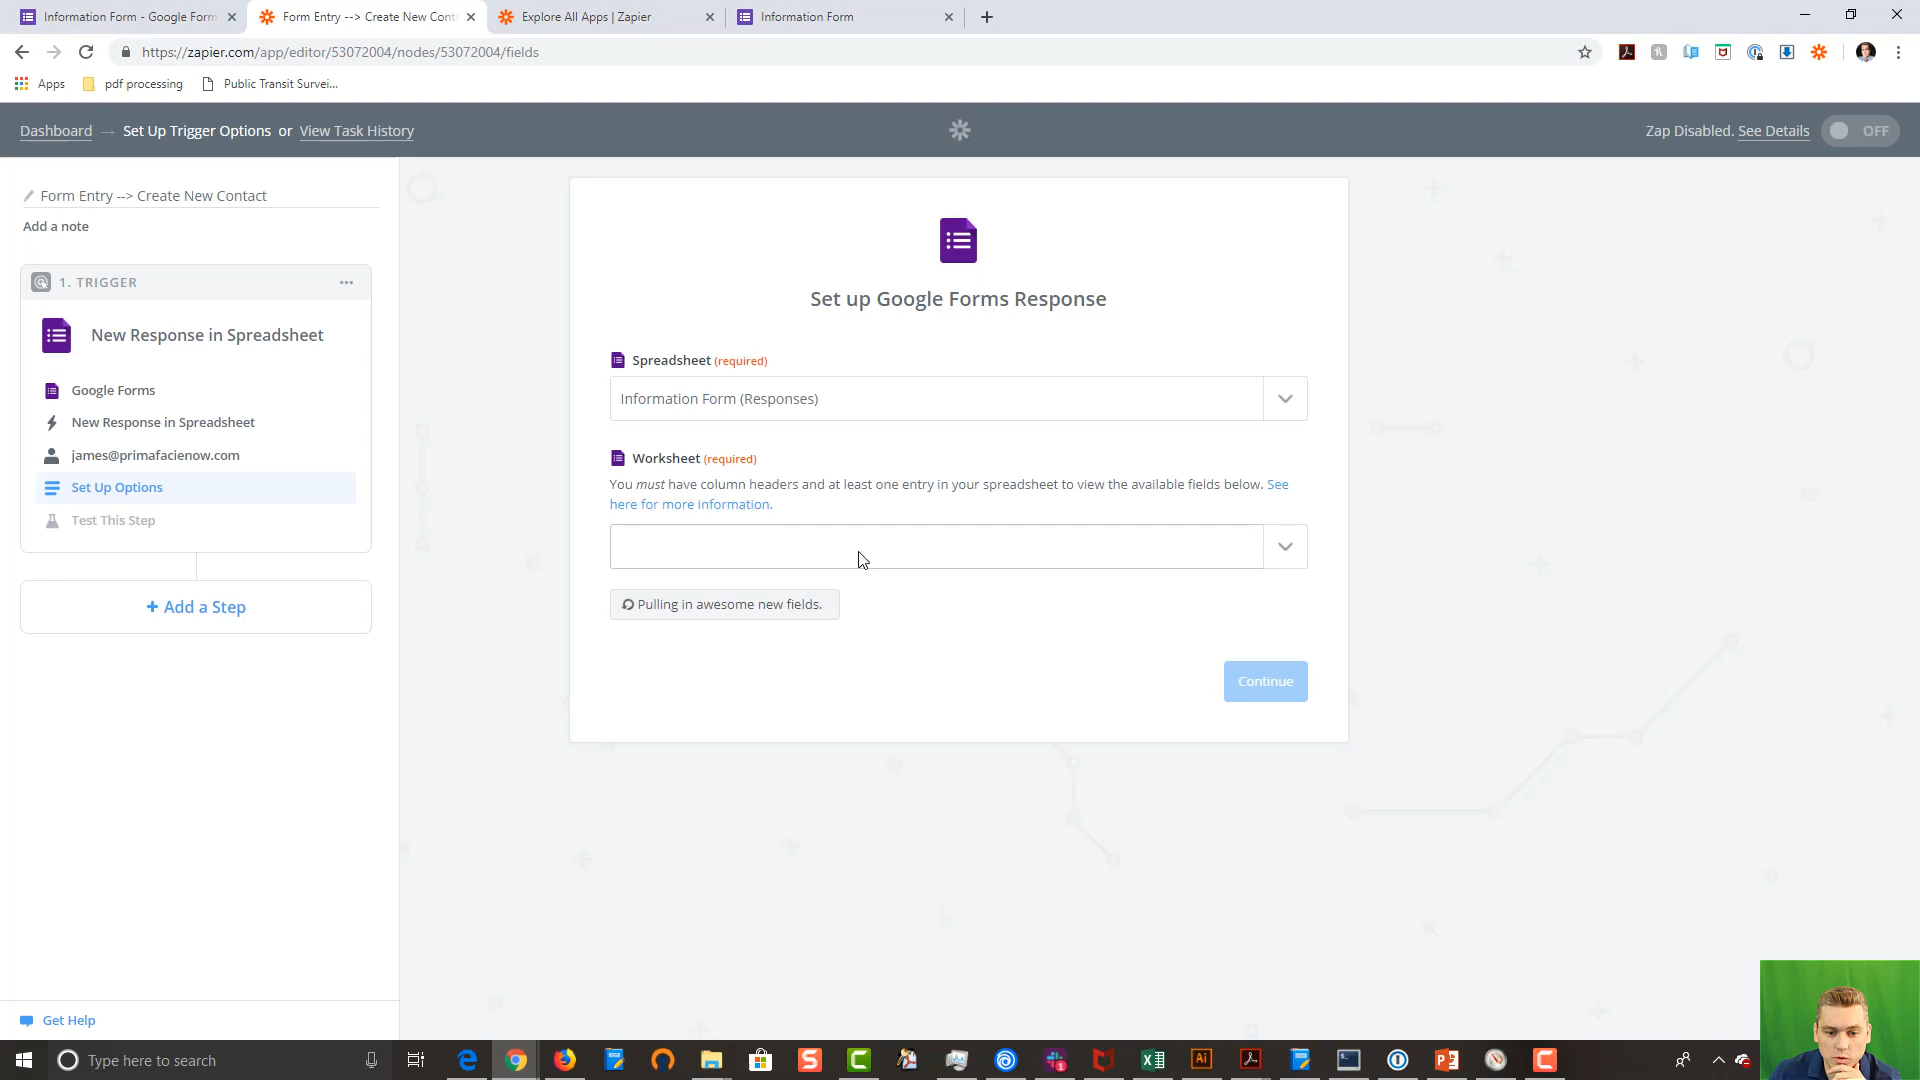 Information Form - Google Form
Form Entry --> Create New Cont
Explore All Apps | Zapier
Information Form
https://zapier.com/app/editor/53072004/nodes/53072004/fields
Apps
pdf processing
Public Transit Survei...
Dashboard → Set Up Trigger Options or View Task History
Zap Disabled. See Details
OFF
Form Entry --> Create New Contact
Add a note
1. TRIGGER
New Response in Spreadsheet
Google Forms
New Response in Spreadsheet
james@primafacienow.com
Set Up Options
Test This Step
+ Add a Step
Set up Google Forms Response
Spreadsheet (required)
Information Form (Responses)
Worksheet (required)
You must have column headers and at least one entry in your spreadsheet to view the available fields below. See
here for more information.
Pulling in awesome new fields.
Continue
Get Help
Type here to search